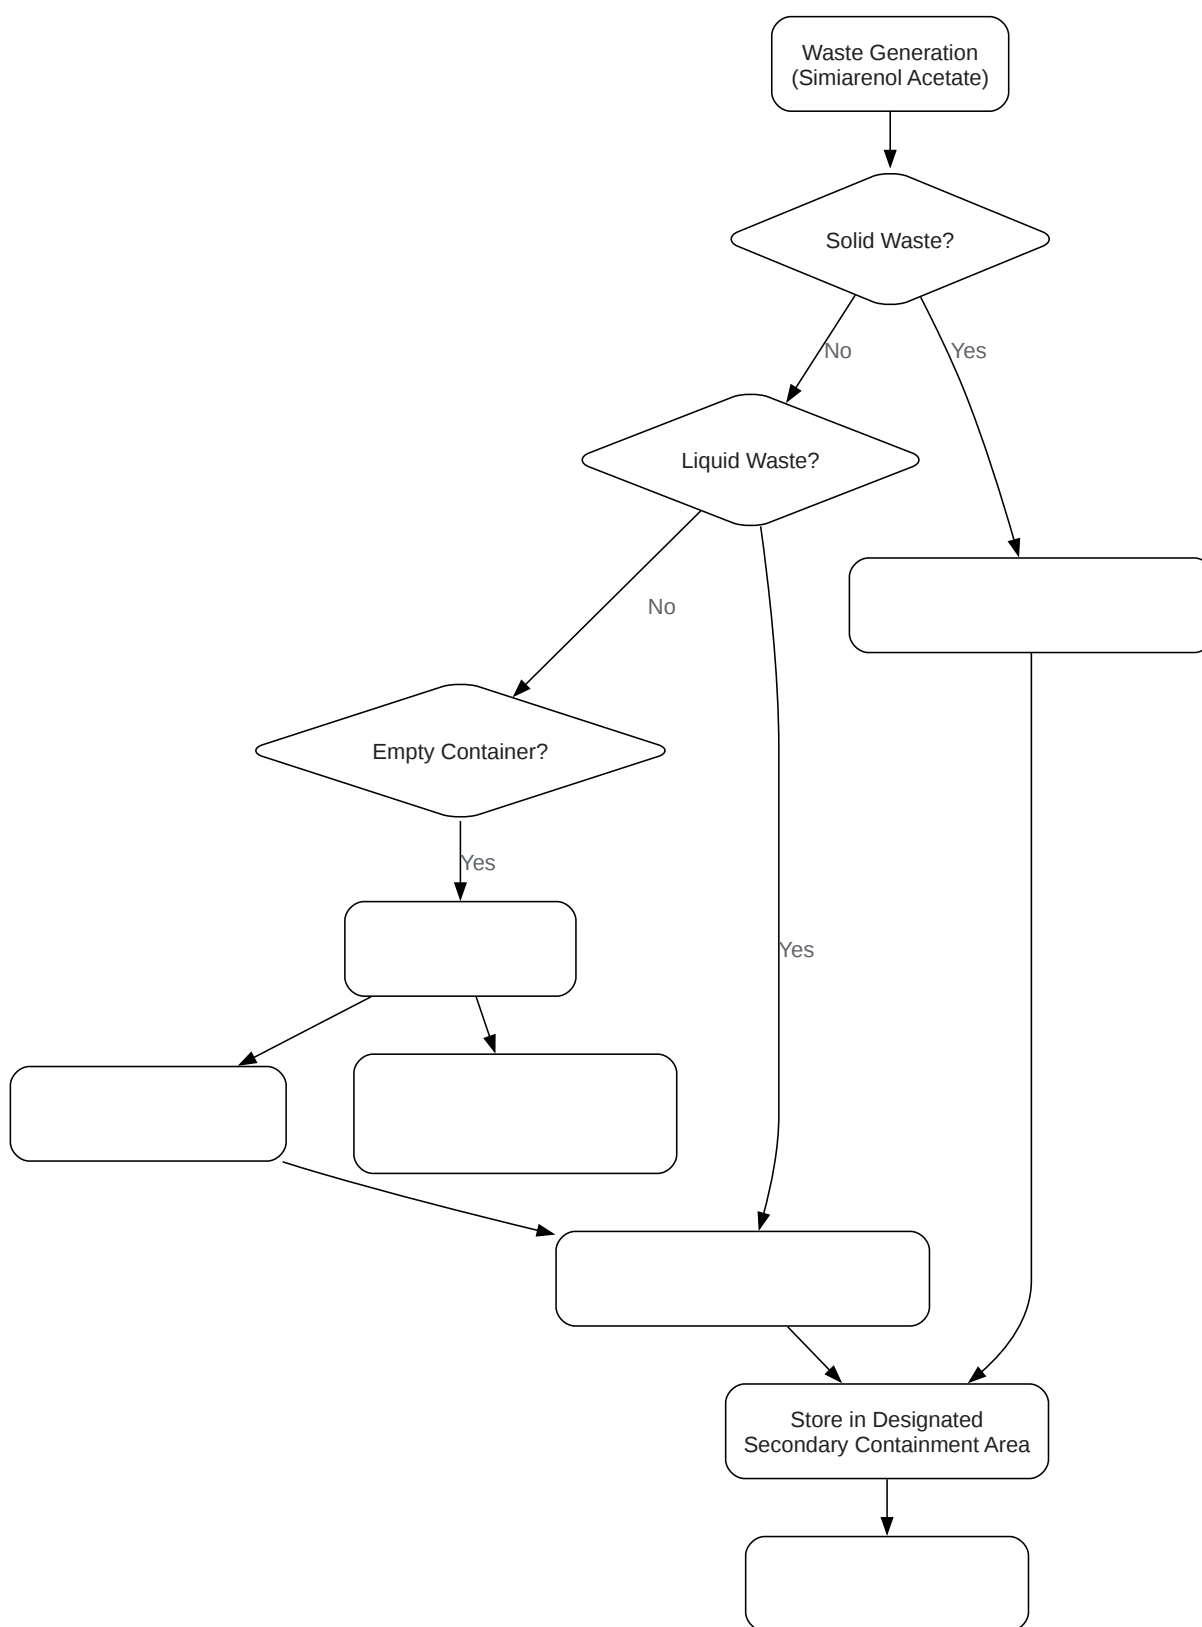 Waste Generation
(Simiarenol Acetate)
Solid Waste?
No
Yes
Liquid Waste?
No
Empty Container?
Yes
Yes
Store in Designated
Secondary Containment Area